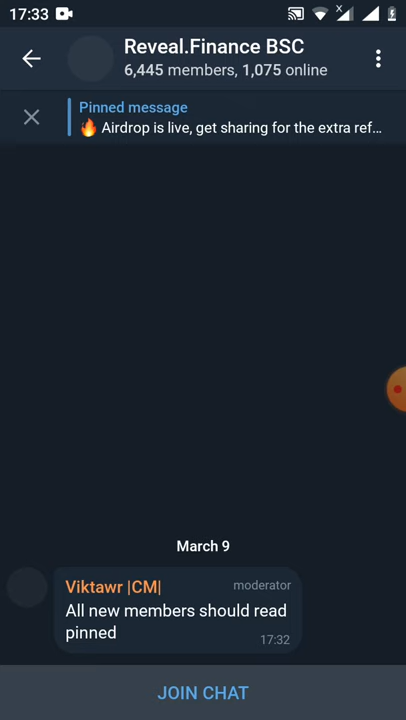 17:33
Reveal.Finance BSC
6,445 members, 1,075 online
Pinned message
🔥 Airdrop is live, get sharing for the extra ref...
March 9
Viktawr |CM| moderator
All new members should read
pinned
17:32
JOIN CHAT